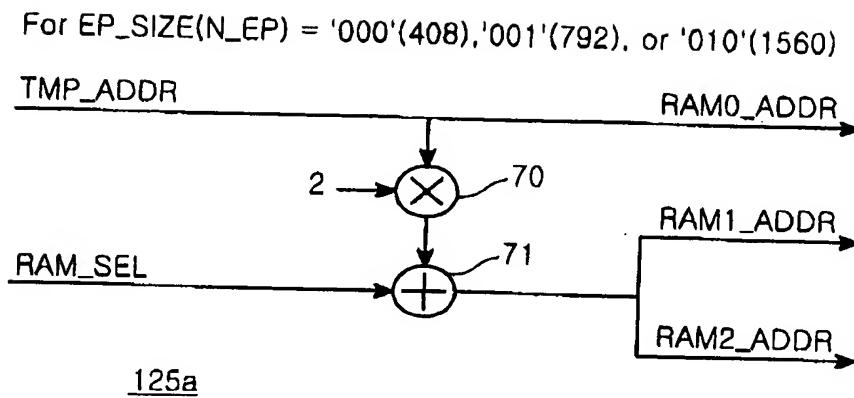 For EP_SIZE(N_EP) = '000'(408),'001'(792), or '010'(1560)
TMP_ADDR
RAM0_ADDR
2
70
RAM1_ADDR
RAM_SEL
71
RAM2_ADDR
125a